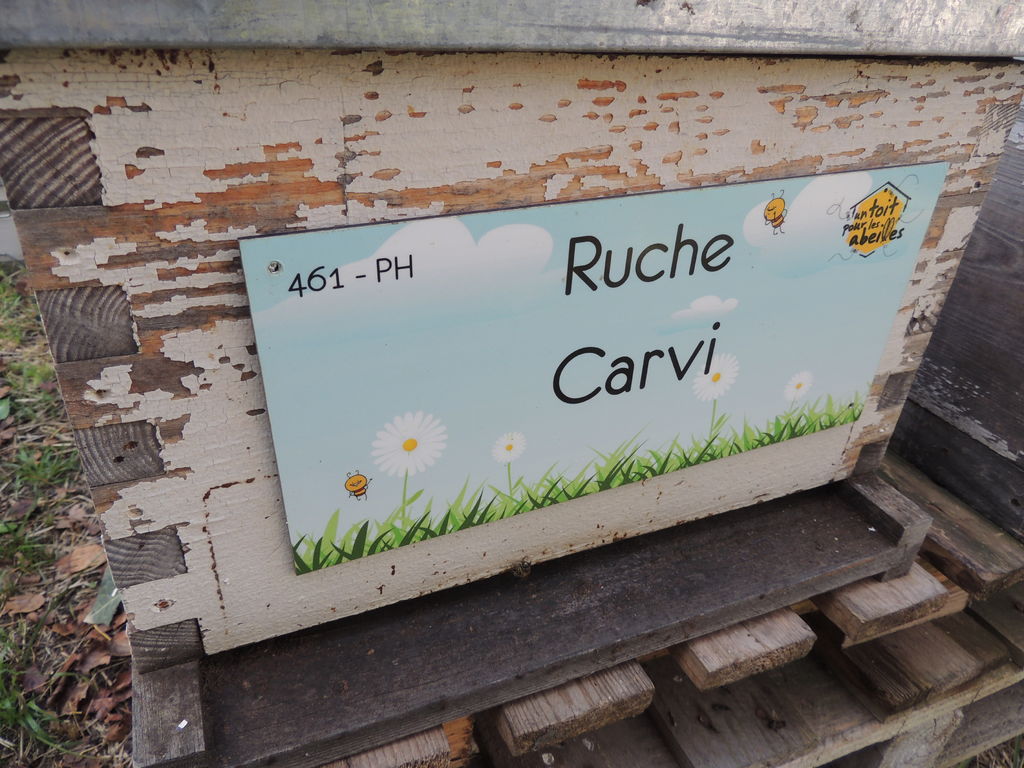 461 - PH
Ruche
Carvi
un toit
pour les
abeilles